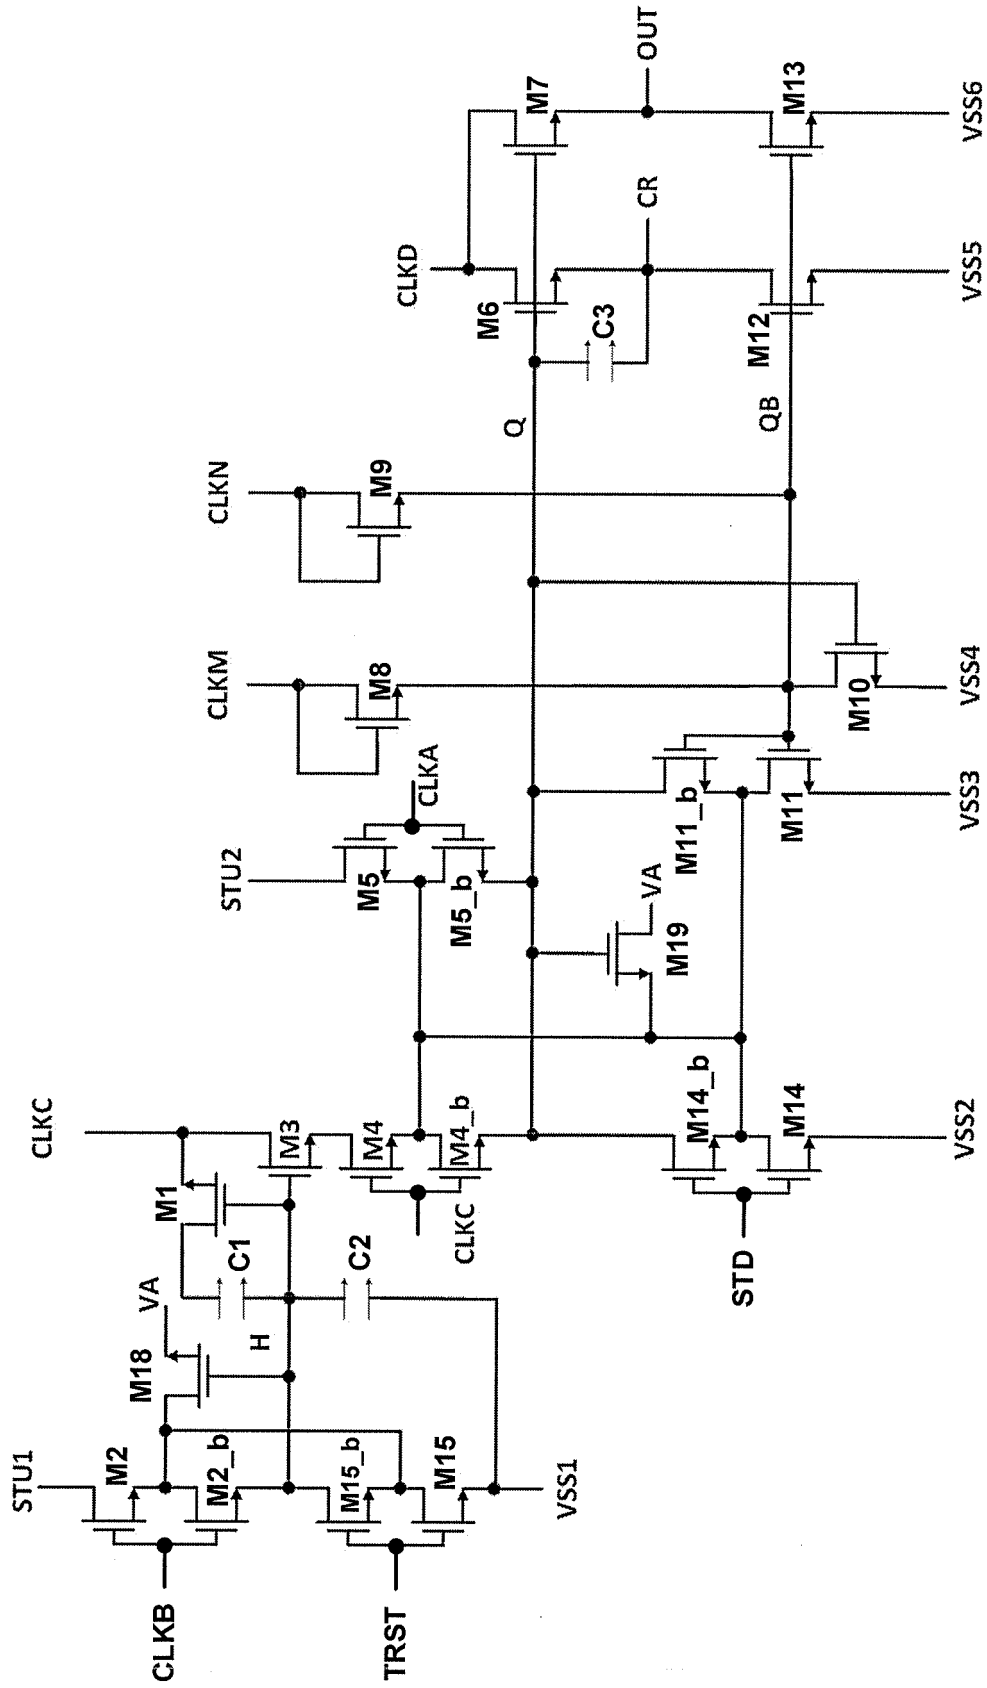 STU1
CLKB
M2
M2_b
M18
VA
H
M15_b
M15
TRST
VSS1
CLKC
M1
C1
C2
M3
M4
M4_b
CLKC
STD
M14_b
M14
VSS2
STU2
M5
M5_b
CLKA
M19
VA
M11_b
M11
VSS3
CLKM
M8
M10
VSS4
CLKN
M9
Q
QB
CLKD
M6
C3
CR
M12
VSS5
M7
OUT
M13
VSS6